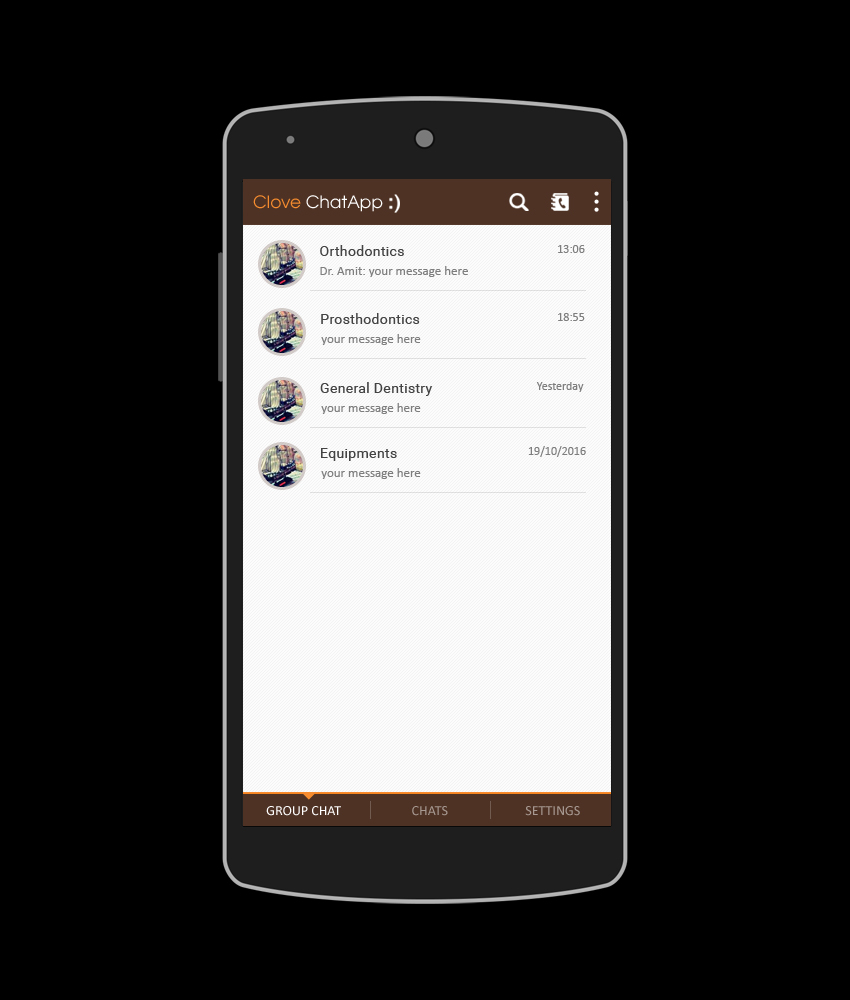 Clove ChatApp :)
Orthodontics 13:06
Dr. Amit: your message here
Prosthodontics 18:55
your message here
General Dentistry Yesterday
your message here
Equipments 19/10/2016
your message here
GROUP CHAT CHATS SETTINGS